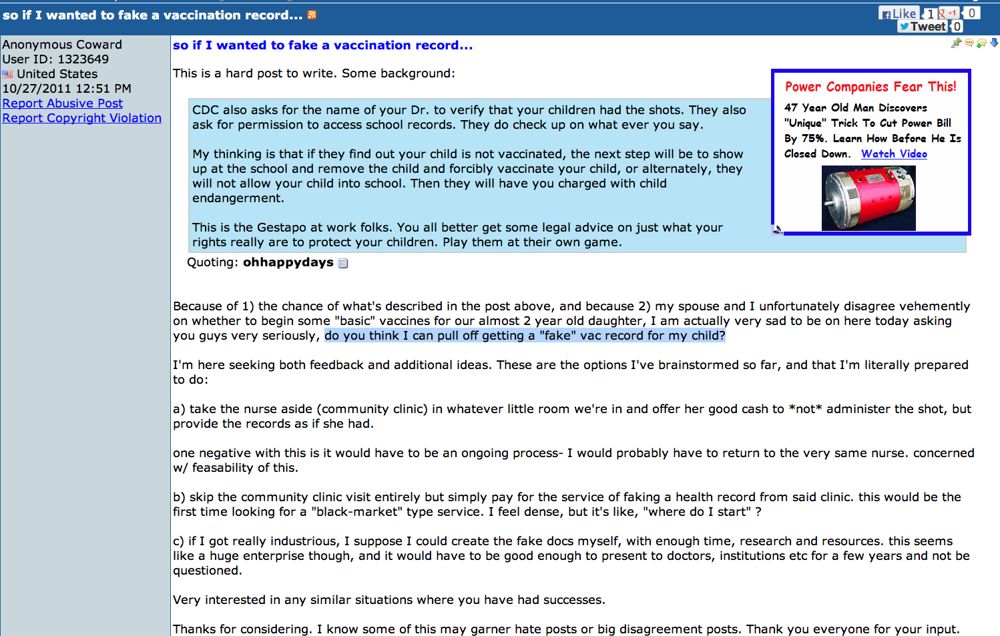 so if I wanted to fake a vaccination record...
Like 1 +1 0
Tweet 0
Anonymous Coward
User ID: 1323649
United States
10/27/2011 12:51 PM
Report Abusive Post
Report Copyright Violation
so if I wanted to fake a vaccination record...
This is a hard post to write. Some background:
CDC also asks for the name of your Dr. to verify that your children had the shots. They also
ask for permission to access school records. They do check up on what ever you say.
My thinking is that if they find out your child is not vaccinated, the next step will be to show
up at the school and remove the child and forcibly vaccinate your child, or alternately, they
will not allow your child into school. Then they will have you charged with child
endangerment.
This is the Gestapo at work folks. You all better get some legal advice on just what your
rights really are to protect your children. Play them at their own game.
Quoting: ohhappydays
Power Companies Fear This!
47 Year Old Man Discovers
"Unique" Trick To Cut Power Bill
By 75%. Learn How Before He Is
Closed Down. Watch Video
Because of 1) the chance of what's described in the post above, and because 2) my spouse and I unfortunately disagree vehemently
on whether to begin some "basic" vaccines for our almost 2 year old daughter, I am actually very sad to be on here today asking
you guys very seriously, do you think I can pull off getting a "fake" vac record for my child?
I'm here seeking both feedback and additional ideas. These are the options I've brainstormed so far, and that I'm literally prepared
to do:
a) take the nurse aside (community clinic) in whatever little room we're in and offer her good cash to *not* administer the shot, but
provide the records as if she had.
one negative with this is it would have to be an ongoing process- I would probably have to return to the very same nurse. concerned
w/ feasability of this.
b) skip the community clinic visit entirely but simply pay for the service of faking a health record from said clinic. this would be the
first time looking for a "black-market" type service. I feel dense, but it's like, "where do I start" ?
c) if I got really industrious, I suppose I could create the fake docs myself, with enough time, research and resources. this seems
like a huge enterprise though, and it would have to be good enough to present to doctors, institutions etc for a few years and not be
questioned.
Very interested in any similar situations where you have had successes.
Thanks for considering. I know some of this may garner hate posts or big disagreement posts. Thank you everyone for your input.